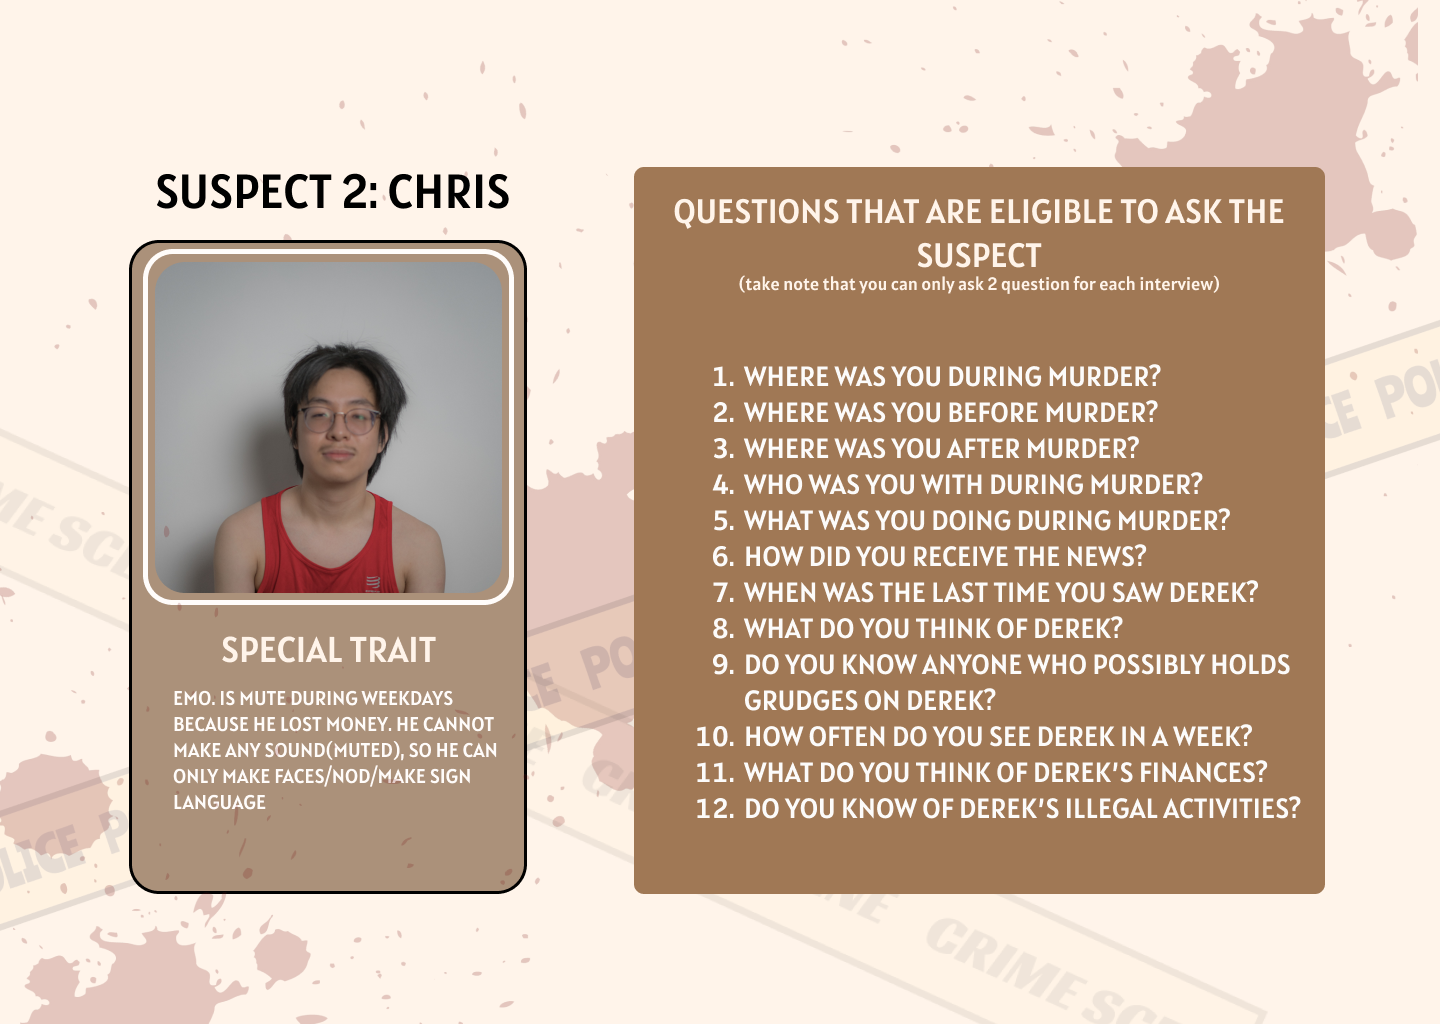 SUSPECT 2: CHRIS
SPECIAL TRAIT
EMO. IS MUTE DURING WEEKDAYS
BECAUSE HE LOST MONEY. HE CANNOT
MAKE ANY SOUND(MUTED), SO HE CAN
ONLY MAKE FACES/NOD/MAKE SIGN
LANGUAGE
QUESTIONS THAT ARE ELIGIBLE TO ASK THE
SUSPECT
(take note that you can only ask 2 question for each interview)
1. WHERE WAS YOU DURING MURDER?
2. WHERE WAS YOU BEFORE MURDER?
3. WHERE WAS YOU AFTER MURDER?
4. WHO WAS YOU WITH DURING MURDER?
5. WHAT WAS YOU DOING DURING MURDER?
6. HOW DID YOU RECEIVE THE NEWS?
7. WHEN WAS THE LAST TIME YOU SAW DEREK?
8. WHAT DO YOU THINK OF DEREK?
9. DO YOU KNOW ANYONE WHO POSSIBLY HOLDS
GRUDGES ON DEREK?
10. HOW OFTEN DO YOU SEE DEREK IN A WEEK?
11. WHAT DO YOU THINK OF DEREK'S FINANCES?
12. DO YOU KNOW OF DEREK'S ILLEGAL ACTIVITIES?
CRIME SC